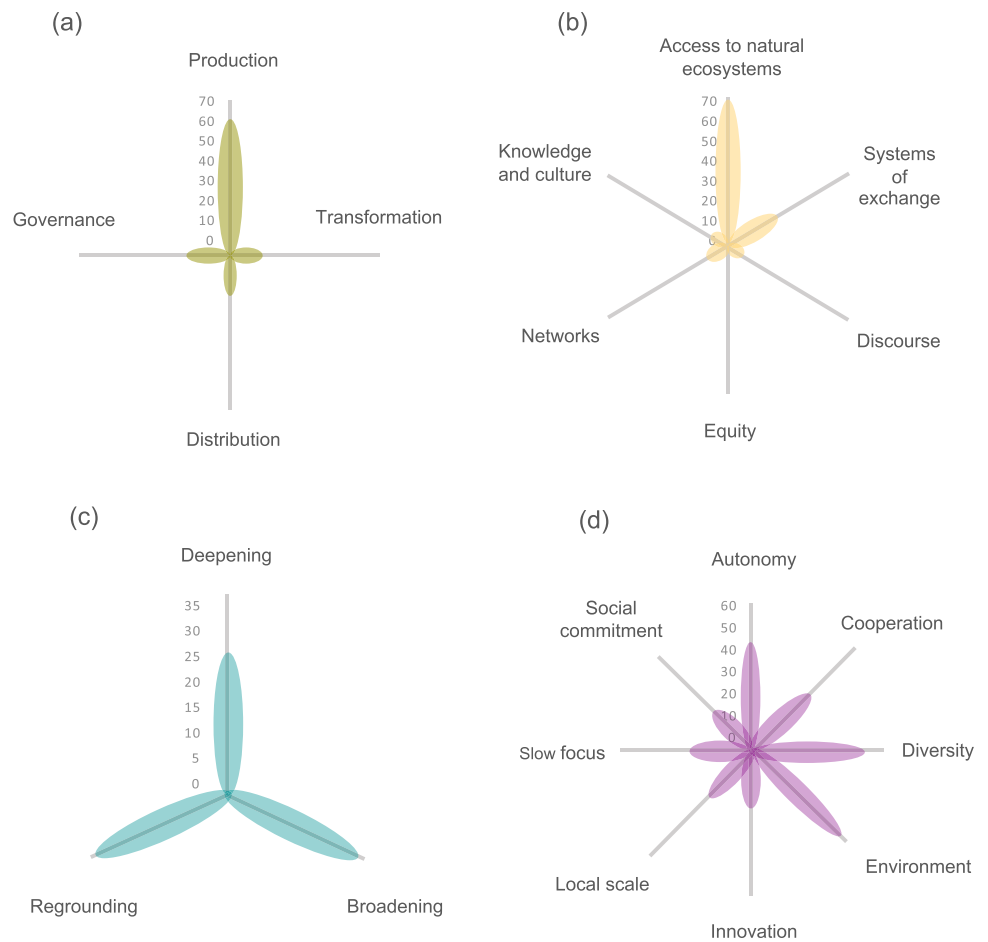 (a)
Production
70
60
50
40
30
20
10
0
Governance
Transformation
Distribution
(b)
Access to natural
ecosystems
70
60
50
40
30
20
10
0
Knowledge
and culture
Systems
of
exchange
Networks
Discourse
Equity
(c)
Deepening
35
30
25
20
15
10
5
0
Regrounding
Broadening
(d)
Autonomy
60
50
40
30
20
10
0
Social
commitment
Cooperation
Slow focus
Diversity
Local scale
Environment
Innovation